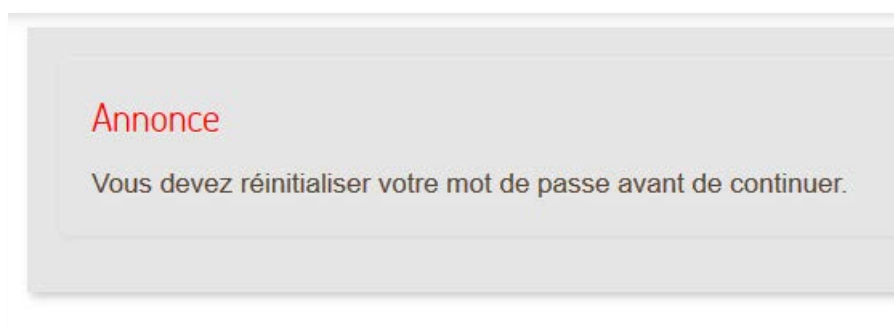 Annonce
Vous devez réinitialiser votre mot de passe avant de continuer.